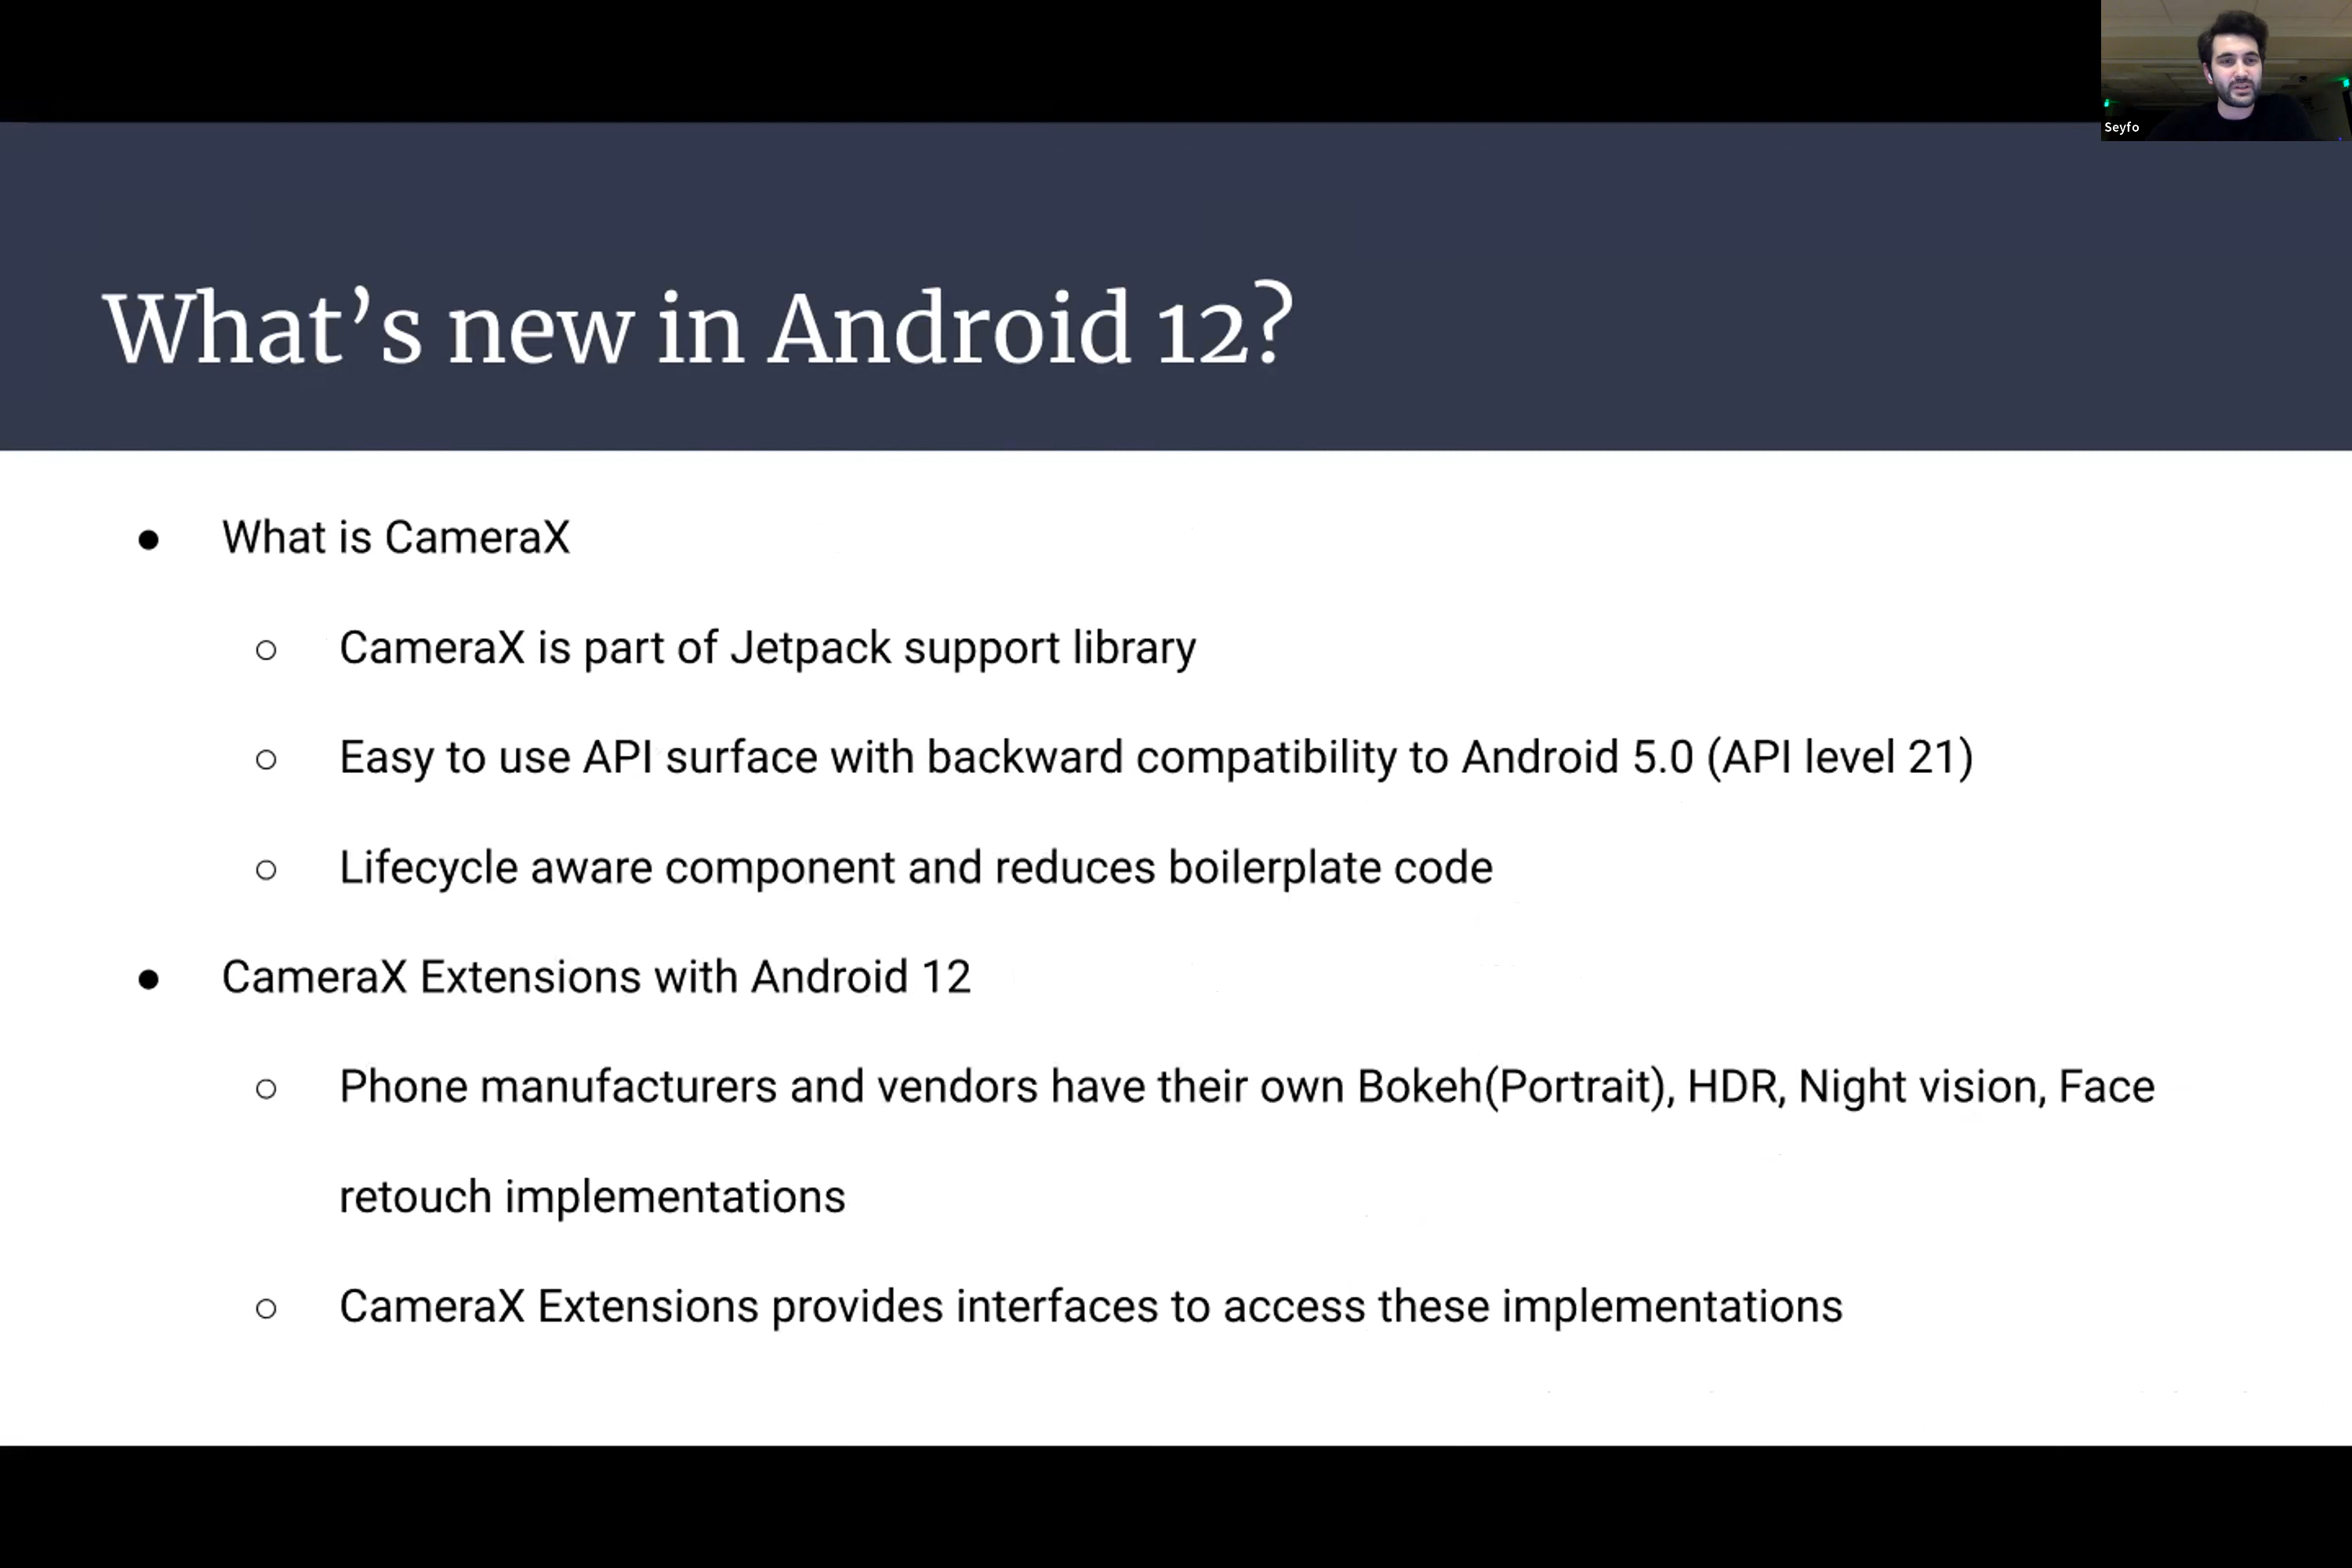 Seyfo
What’s new in Android 12?
● What is CameraX
○ CameraX is part of Jetpack support library
○ Easy to use API surface with backward compatibility to Android 5.0 (API level 21)
○ Lifecycle aware component and reduces boilerplate code
● CameraX Extensions with Android 12
○ Phone manufacturers and vendors have their own Bokeh(Portrait), HDR, Night vision, Face
retouch implementations
○ CameraX Extensions provides interfaces to access these implementations